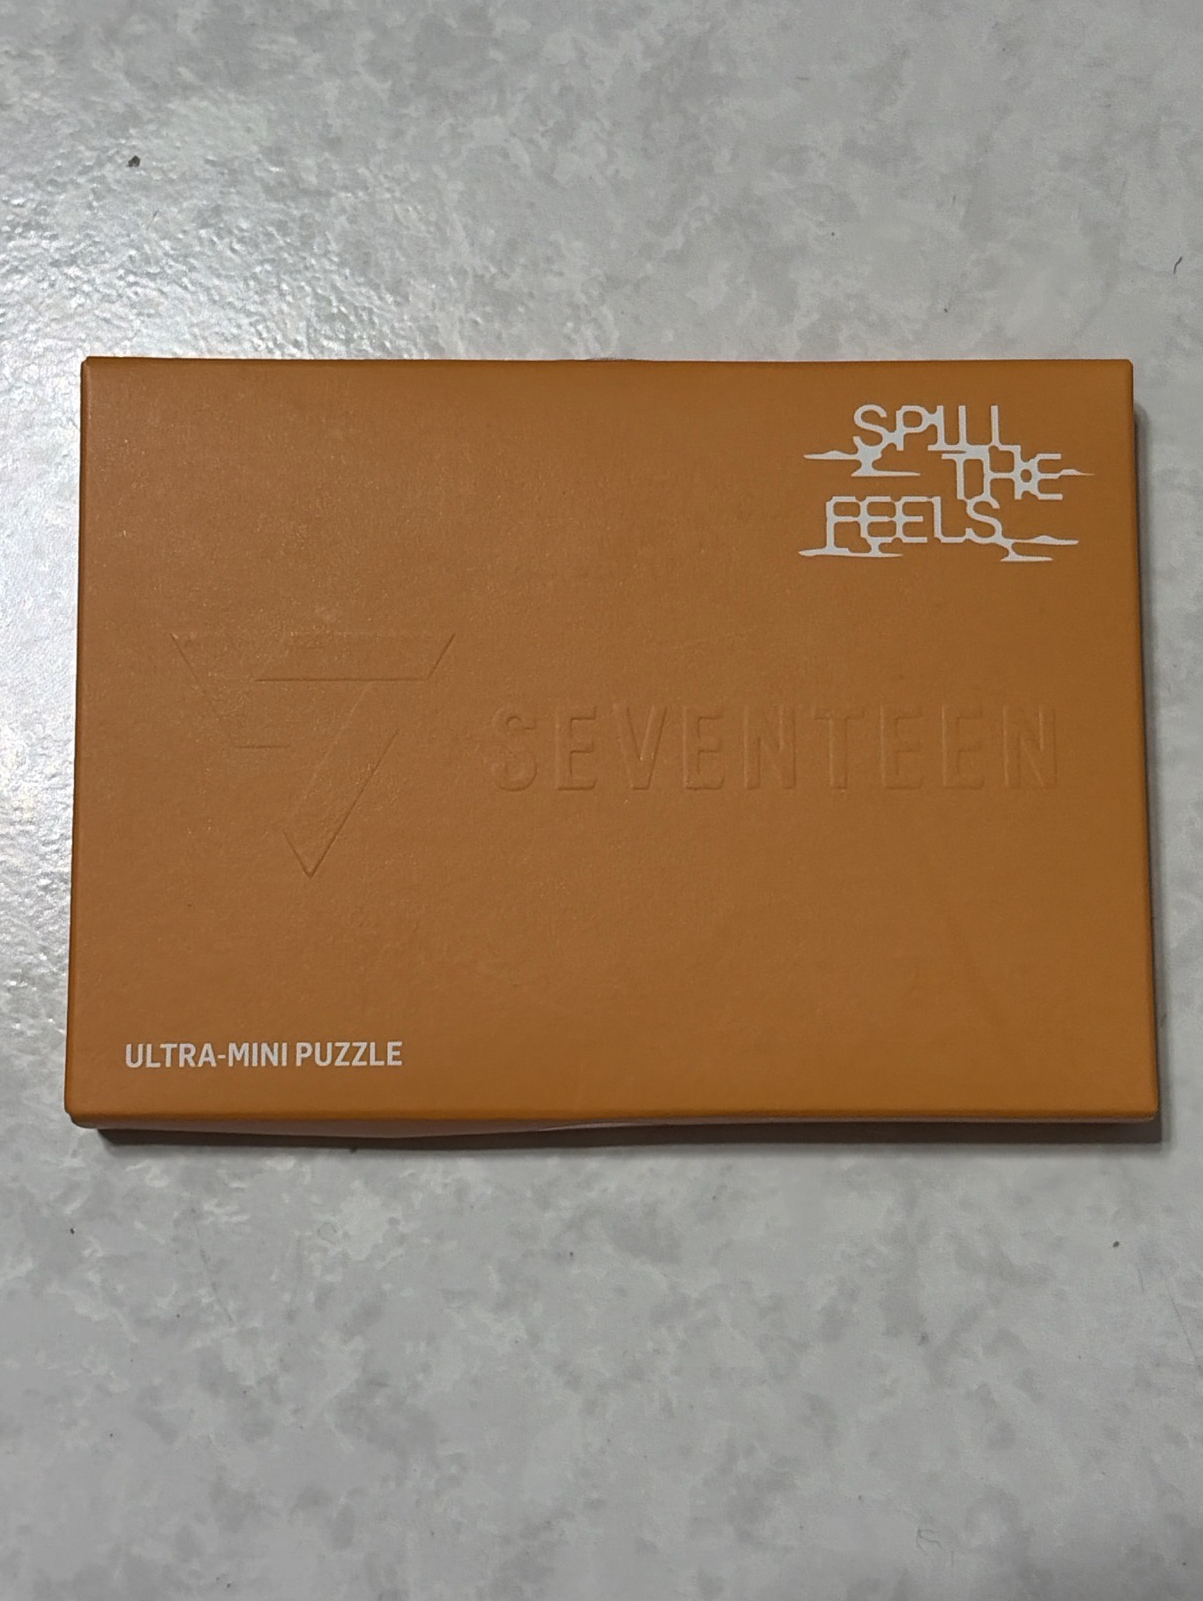 SPILL
THE
FEELS
SEVENTEEN
ULTRA-MINI PUZZLE